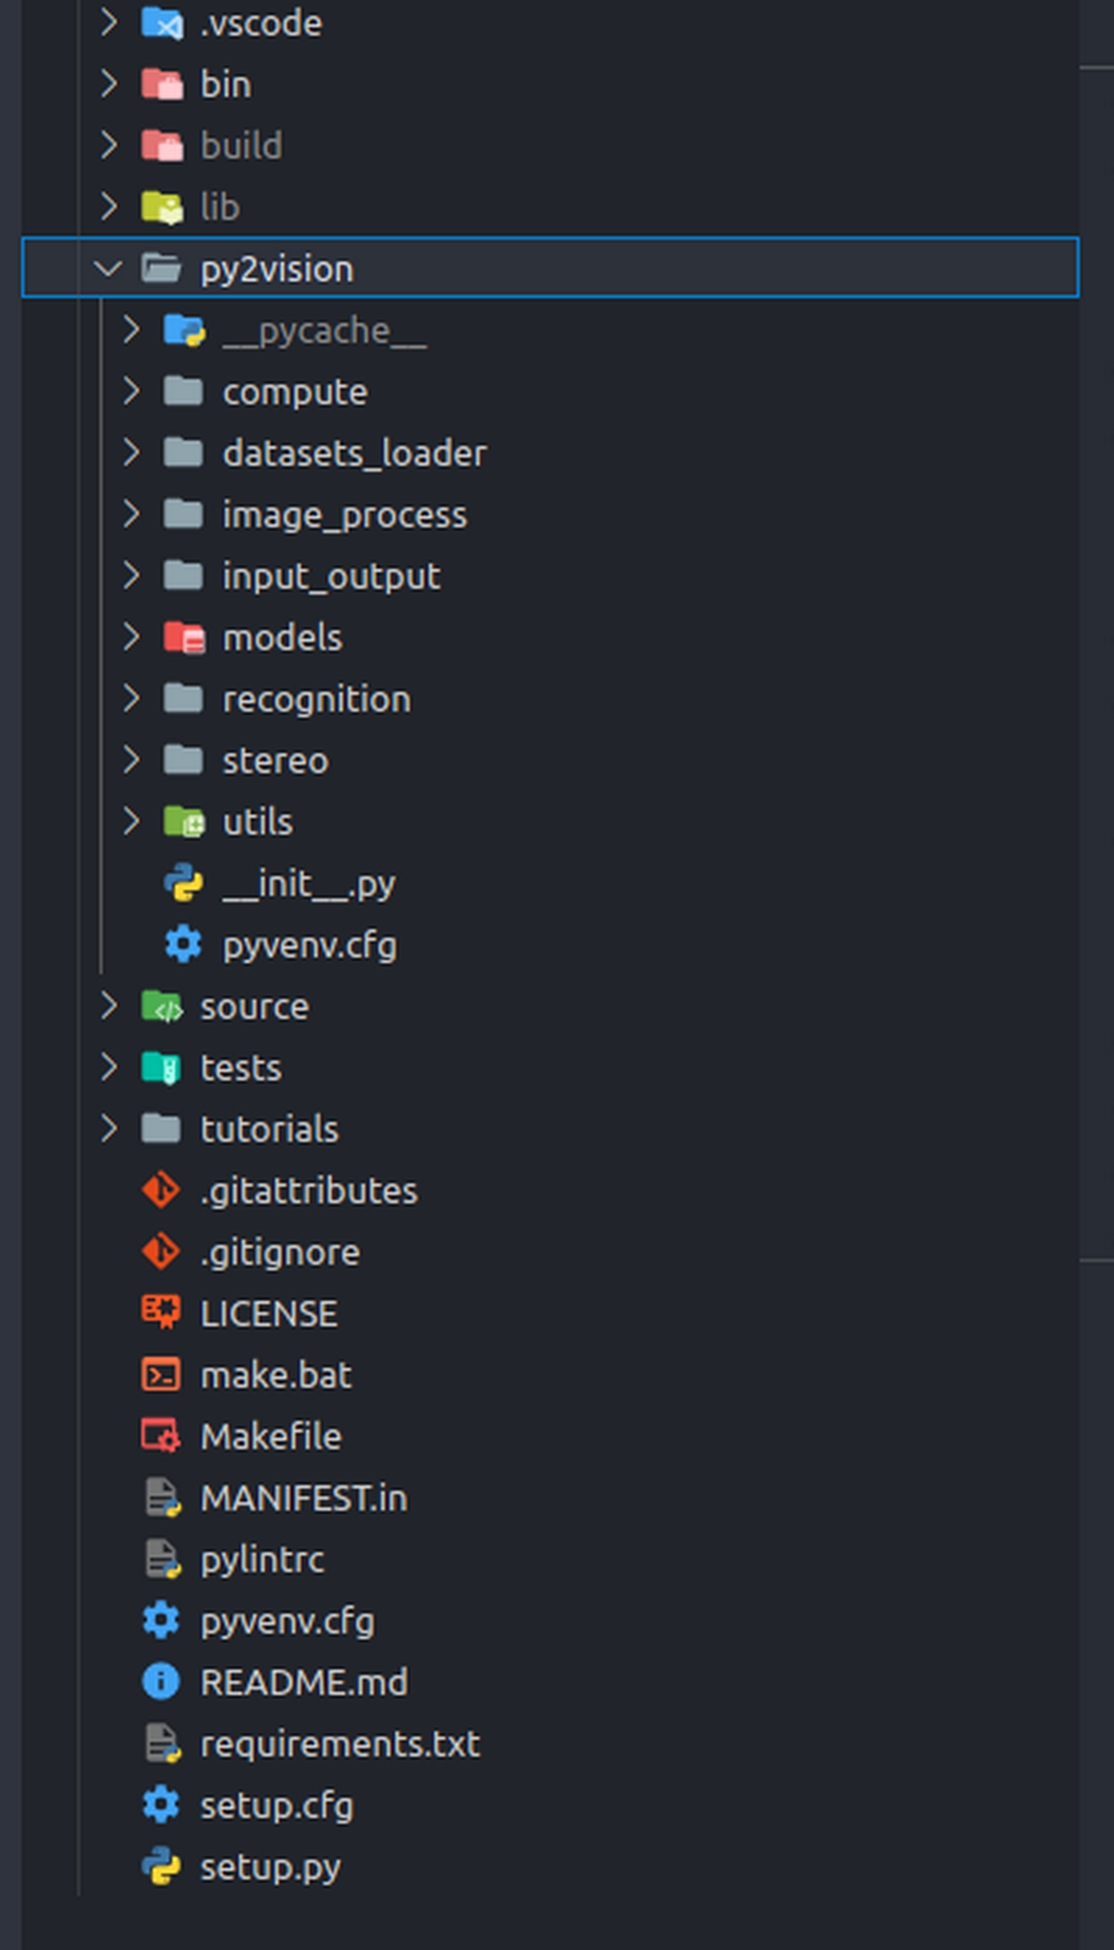 .vscode
bin
build
lib
py2vision
__pycache__
compute
datasets_loader
image_process
input_output
models
recognition
stereo
utils
__init__.py
pyvenv.cfg
source
tests
tutorials
.gitattributes
.gitignore
LICENSE
make.bat
Makefile
MANIFEST.in
pylintrc
pyvenv.cfg
README.md
requirements.txt
setup.cfg
setup.py